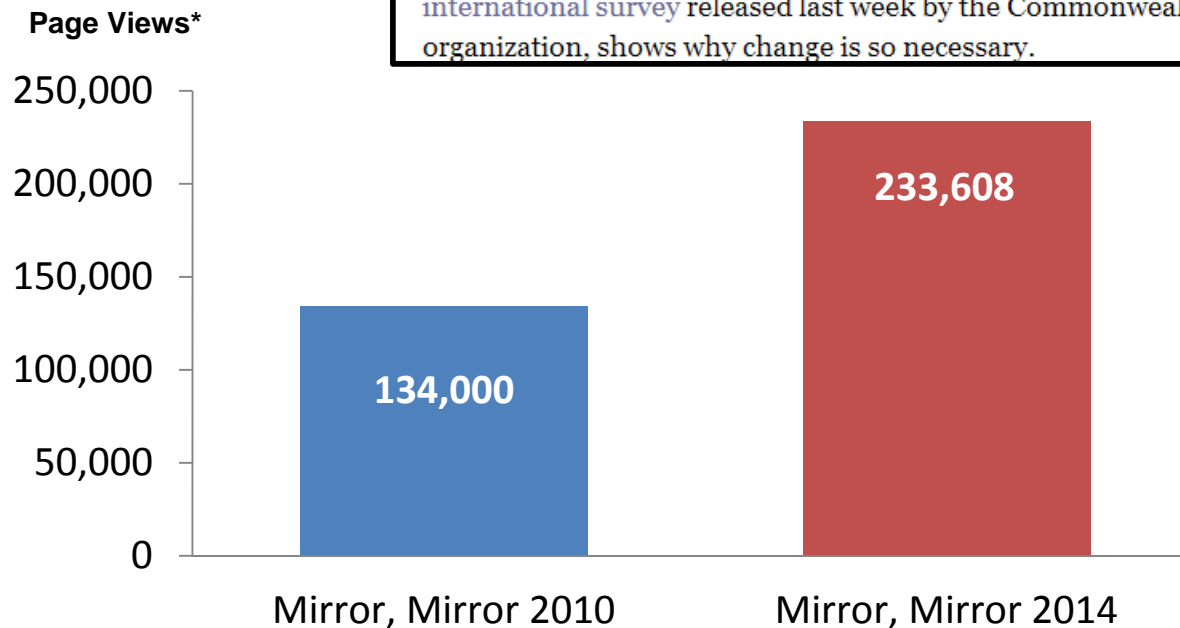 Page Views*
international survey released last week by the
organization, shows why change is so necessary.
250,000
200,000
150,000
100,000
50,000
0
134,000
233,608
Mirror, Mirror 2010
Mirror, Mirror 2014